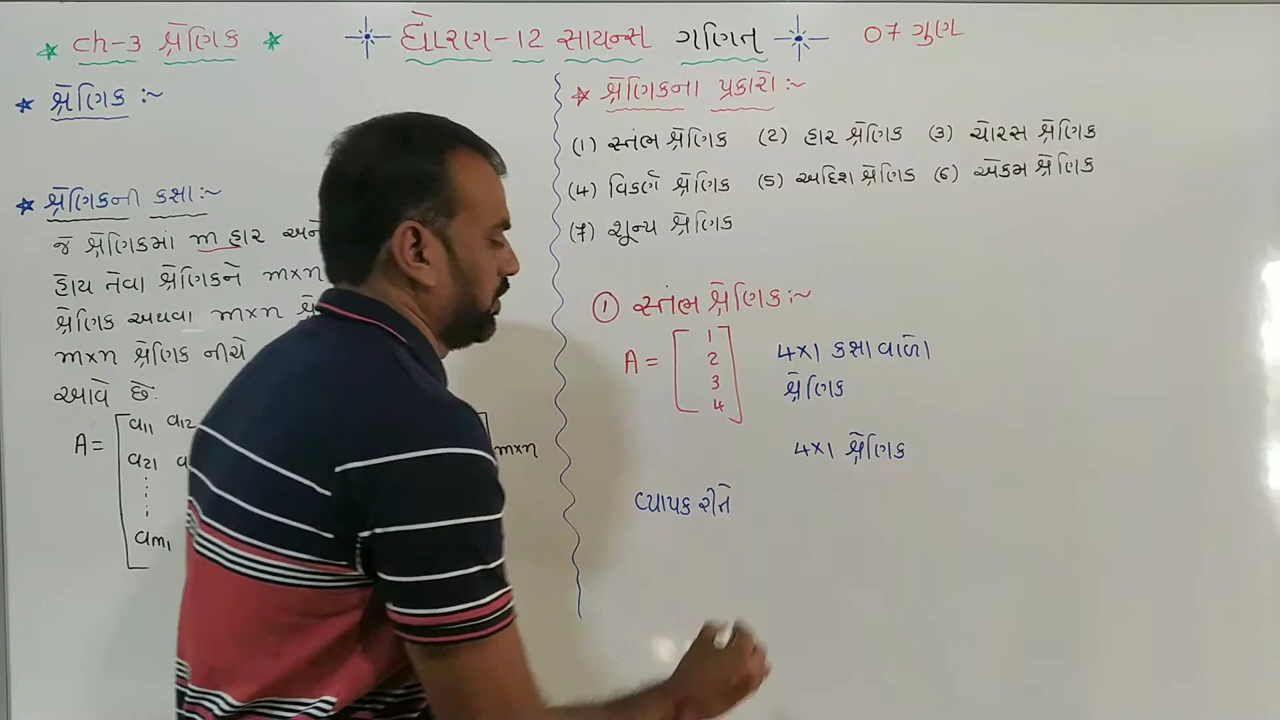 ch-3 શ્રેણિક
ધોરણ-12 સાયન્સ ગણિત
07 ગુણ
શ્રેણિક :~
શ્રેણિકની કક્ષા:~
જે શ્રેણિકમાં m હાર અને
હોય તેવા શ્રેણિકને m×n
શ્રેણિક અથવા m×n
m×n શ્રેણિક નીચે
આવે છે.
A = [ a11 a12
a21
am1
m×n
શ્રેણિકના પ્રકારો :~
(1) સ્તંભ શ્રેણિક (2) હાર શ્રેણિક (3) ચોરસ શ્રેણિક
(4) વિકર્ણ શ્રેણિક (5) અદિશ શ્રેણિક (6) એકમ શ્રેણિક
(7) શૂન્ય શ્રેણિક
① સ્તંભ શ્રેણિક :~
A = [ 1
2
3
4 ]
4×1 કક્ષાવાળો
શ્રેણિક
4×1 શ્રેણિક
વ્યાપક રીતે